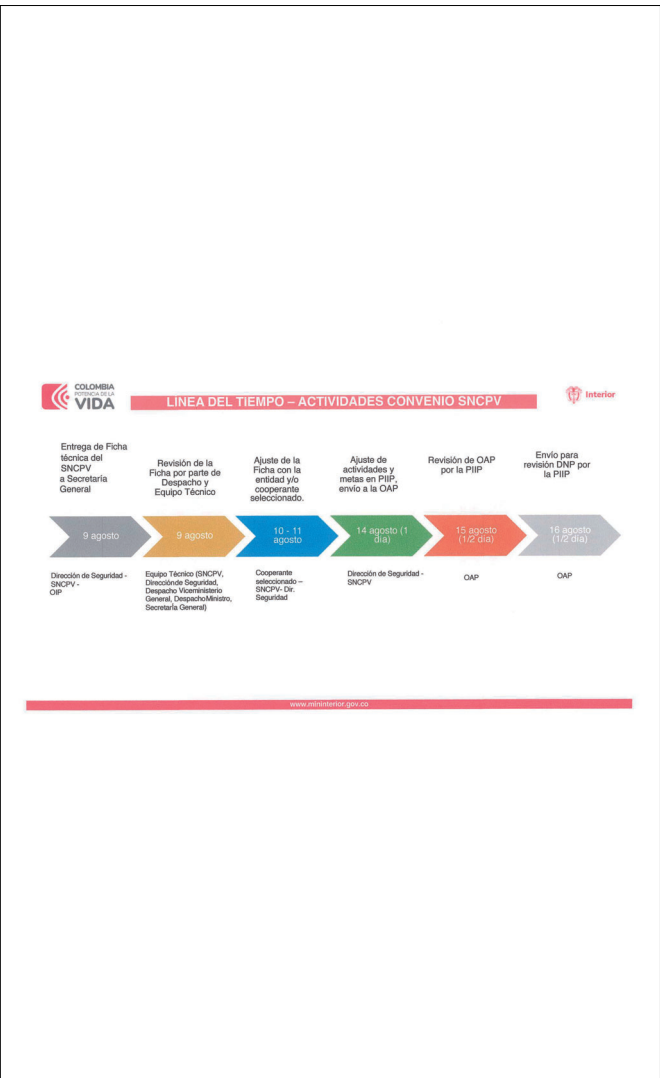 COLOMBIA
POTENCIA DE LA
VIDA
LINEA DEL TIEMPO – ACTIVIDADES CONVENIO SNCPV
Interior
Entrega de Ficha
técnica del
SNCPV
a Secretaría
General
Revisión de la
Ficha por parte de
Despacho y
Equipo Técnico
Ajuste de la
Ficha con la
entidad y/o
cooperante
seleccionado.
Ajuste de
actividades y
metas en PIIP,
envío a la OAP
Revisión de OAP
por la PIIP
Envío para
revisión DNP por
la PIIP
9 agosto
9 agosto
10 - 11
agosto
14 agosto (1
día)
15 agosto
(1/2 día)
16 agosto
(1/2 día)
Dirección de Seguridad -
SNCPV -
OIP
Equipo Técnico (SNCPV,
Direcciónde Seguridad,
Despacho Viceministerio
General, DespachoMinistro,
Secretaría General)
Cooperante
seleccionado –
SNCPV- Dir.
Seguridad
Dirección de Seguridad -
SNCPV
OAP
OAP
www.mininterior.gov.co